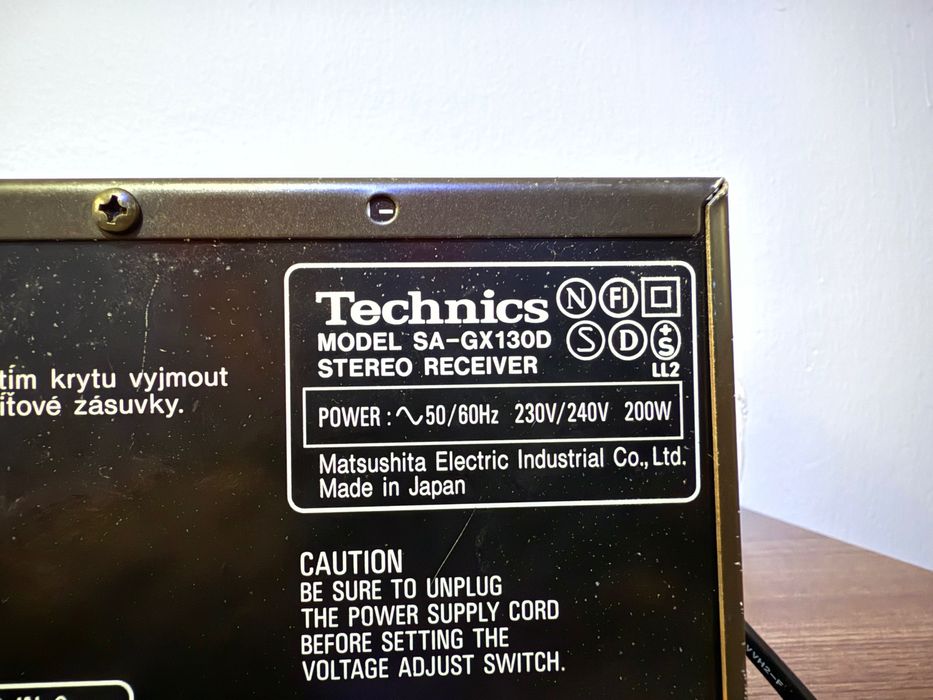 tím krytu vyjmout
íťové zásuvky.
Technics N FI
MODEL SA-GX130D S D +S
STEREO RECEIVER LL2
POWER : ∿50/60Hz 230V/240V 200W
Matsushita Electric Industrial Co., Ltd.
Made in Japan
CAUTION
BE SURE TO UNPLUG
THE POWER SUPPLY CORD
BEFORE SETTING THE
VOLTAGE ADJUST SWITCH.
VVH2-F